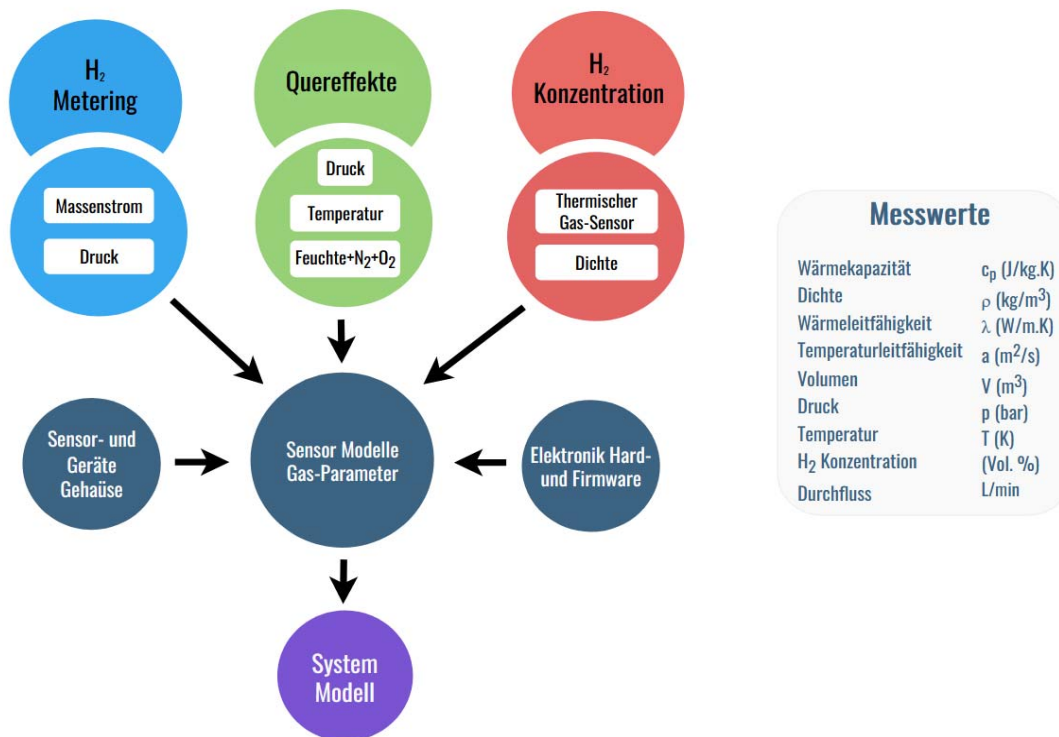 H₂
Metering
Massenstrom
Druck
Quereffekte
Druck
Temperatur
Feuchte+N₂+O₂
H₂
Konzentration
Thermischer
Gas-Sensor
Dichte
Sensor- und
Geräte
Gehaüse
Sensor Modelle
Gas-Parameter
Elektronik Hard-
und Firmware
System
Modell
Messwerte
Wärmekapazität cₚ (J/kg.K)
Dichte ρ (kg/m³)
Wärmeleitfähigkeit λ (W/m.K)
Temperaturleitfähigkeit a (m²/s)
Volumen V (m³)
Druck p (bar)
Temperatur T (K)
H₂ Konzentration (Vol. %)
Durchfluss L/min